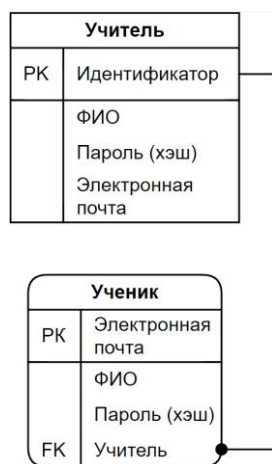 Учитель
PK Идентификатор
ФИО
Пароль (хэш)
Электронная
почта
Ученик
PK Электронная
почта
ФИО
Пароль (хэш)
FK Учитель